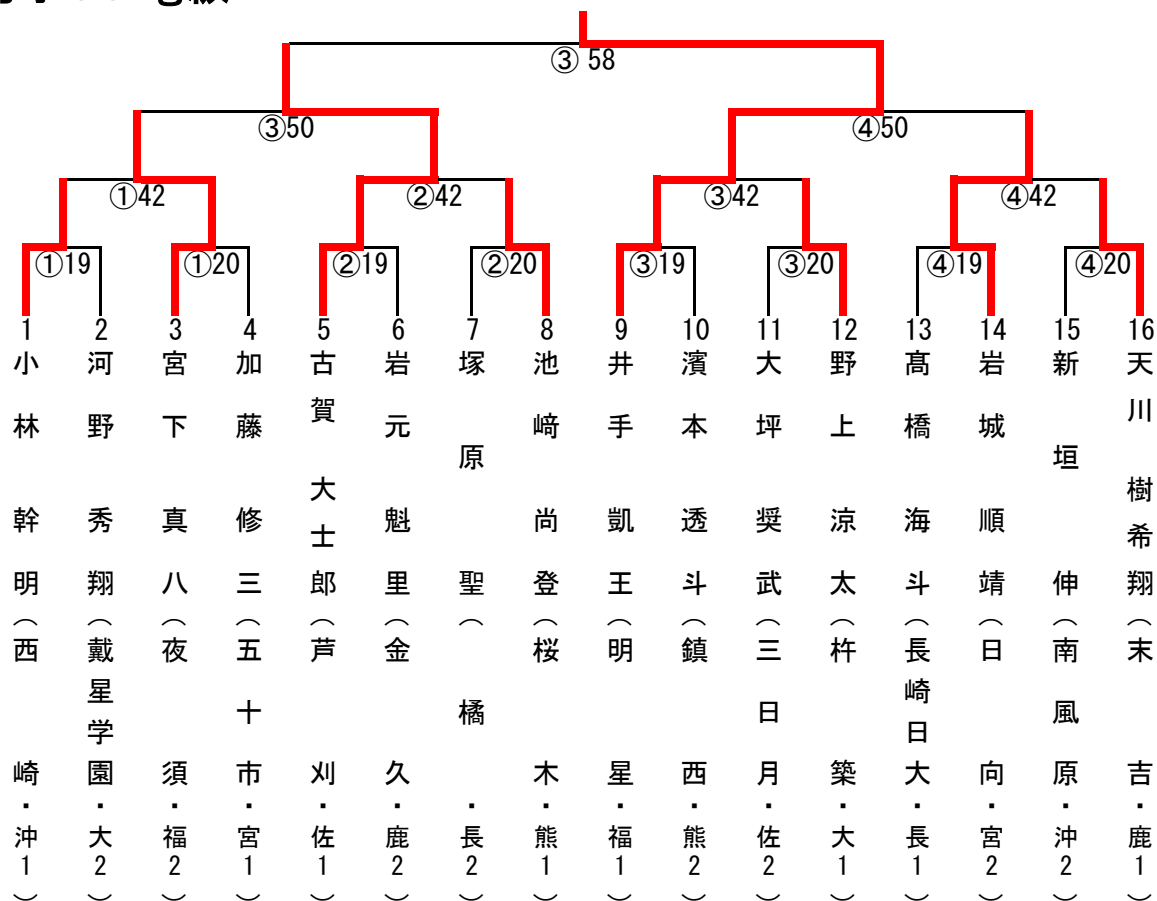 ③ 58
③50
④50
①42
②42
③42
④42
①19
①20
②19
②20
③19
③20
④19
④20
1
2
3
4
5
6
7
8
9
10
11
12
13
14
15
16
小林幹明（西崎・沖1）
河野秀翔（戴星学園・大2）
宮下真八（夜須・福2）
加藤修三（五十市・宮1）
古賀大士郎（芦刈・佐1）
岩元魁里（金久・鹿2）
塚原聖（橘・長2）
池﨑尚登（桜木・熊1）
井手凱王（明星・福1）
濱本透斗（鎮西・熊2）
大坪奨武（三日月・佐2）
野上涼太（杵築・大1）
髙橋海斗（長崎日大・長1）
岩城順靖（日向・宮2）
新垣伸（南風原・沖2）
天川樹希翔（末吉・鹿1）